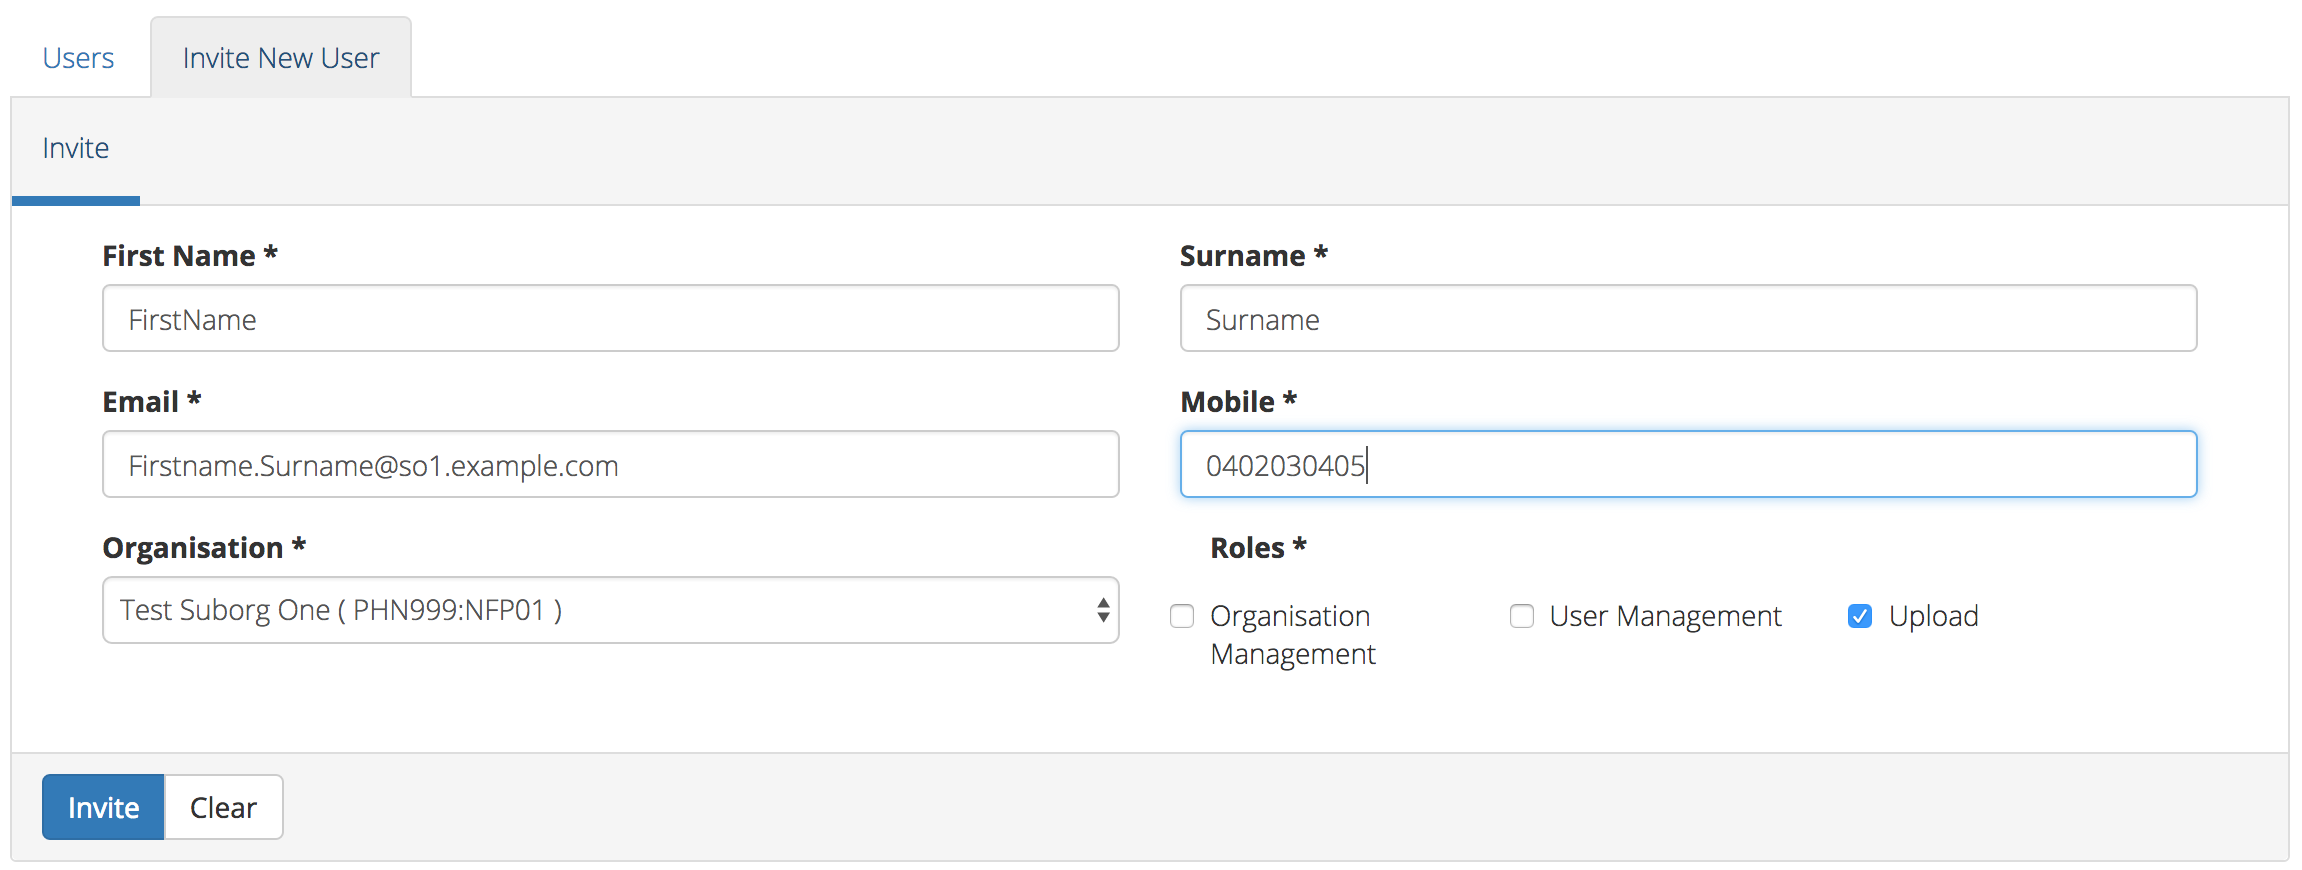 Users
Invite New User
Invite
First Name *
Surname *
FirstName
Surname
Email *
Mobile *
Firstname.Surname@so1.example.com
0402030405
Organisation *
Roles *
Test Suborg One ( PHN999:NFP01 )
Organisation
Management
User Management
Upload
Invite
Clear